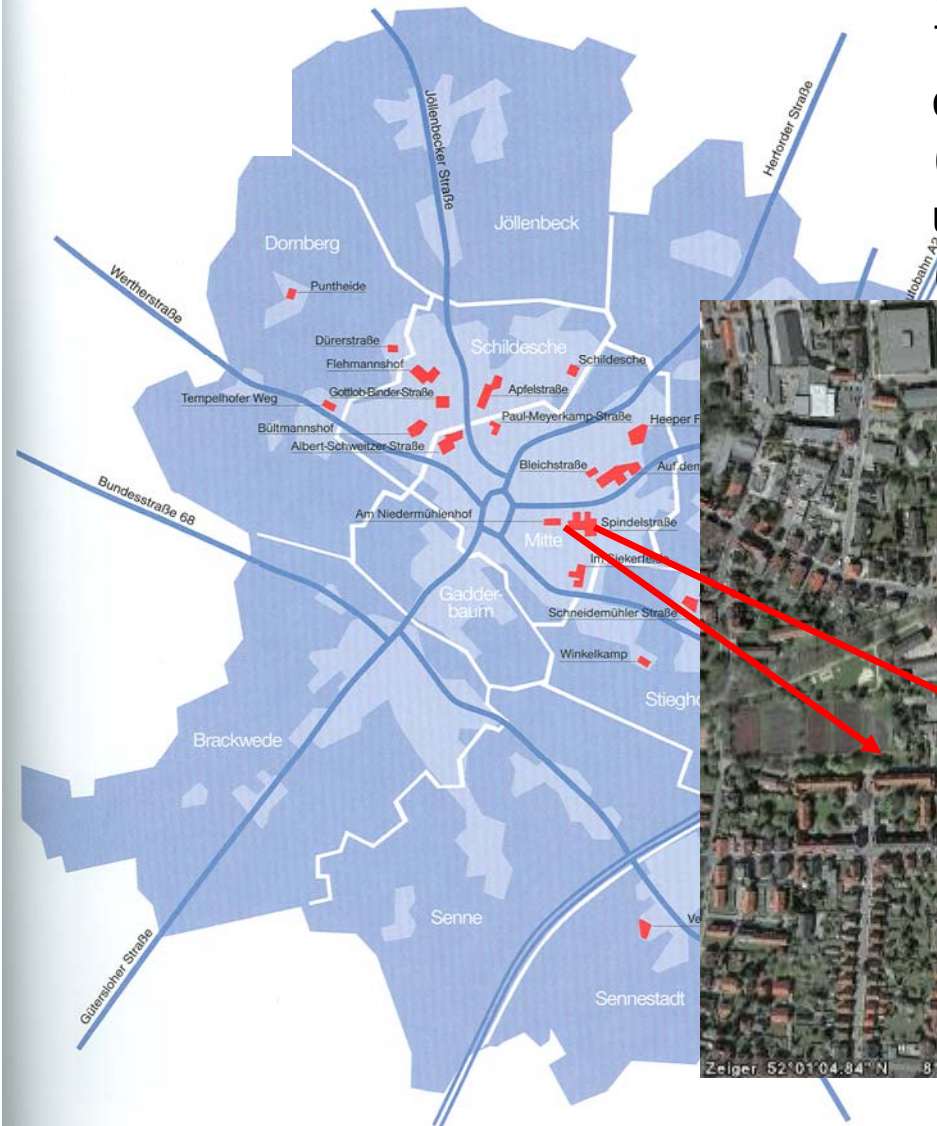 Jöllenbecker Straße
Herforder Straße
Jöllenbeck
Dornberg
Wertherstraße
Puntheide
Dürerstraße
Schildesche
Flehmannshof
Schildesche
Gottlob-Binder-Straße
Apfelstraße
Tempelhofer Weg
Paul-Meyerkamp-Straße
Heeper
Bültmannshof
Albert-Schweitzer-Straße
Bleichstraße
Auf dem
Bundesstraße 68
Am Niedermühlenhof
Spindelstraße
Mitte
Gadder-
baum
Schneidemühler Straße
Winkelkamp
Brackwede
Senne
Gütersloher Straße
Sennestadt
Zeiger 52°01'04.84" N